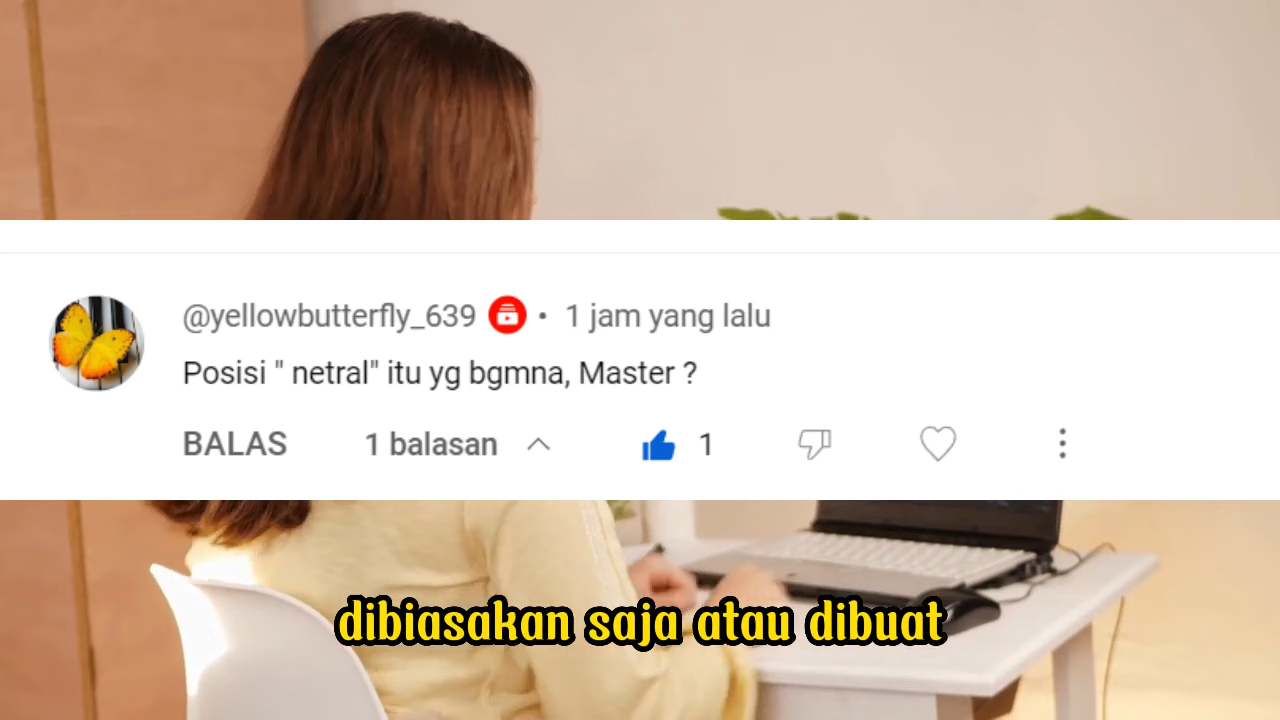 @yellowbutterfly_639 • 1 jam yang lalu
Posisi " netral" itu yg bgmna, Master ?
BALAS 1 balasan 1
dibiasakan saja atau dibuat